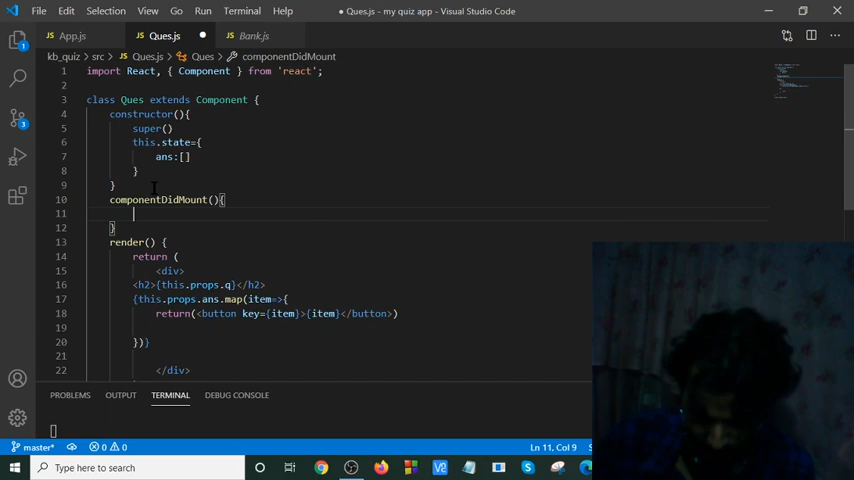 File Edit Selection View Go Run Terminal Help
● Ques.js - my quiz app - Visual Studio Code
App.js
Ques.js
Bank.js
kb_quiz > src > Ques.js > Ques > componentDidMount
1 import React, { Component } from 'react';
2
3 class Ques extends Component {
4 constructor(){
5 super()
6 this.state={
7 ans:[]
8 }
9 }
10 componentDidMount(){
11
12 }
13 render() {
14 return (
15 <div>
16 <h2>{this.props.q}</h2>
17 {this.props.ans.map(item=>{
18 return(<button key={item}>{item}</button>)
19
20 })}
21
22 </div>
1
3
PROBLEMS OUTPUT TERMINAL DEBUG CONSOLE
master* 0 0 Ln 11, Col 9
Type here to search